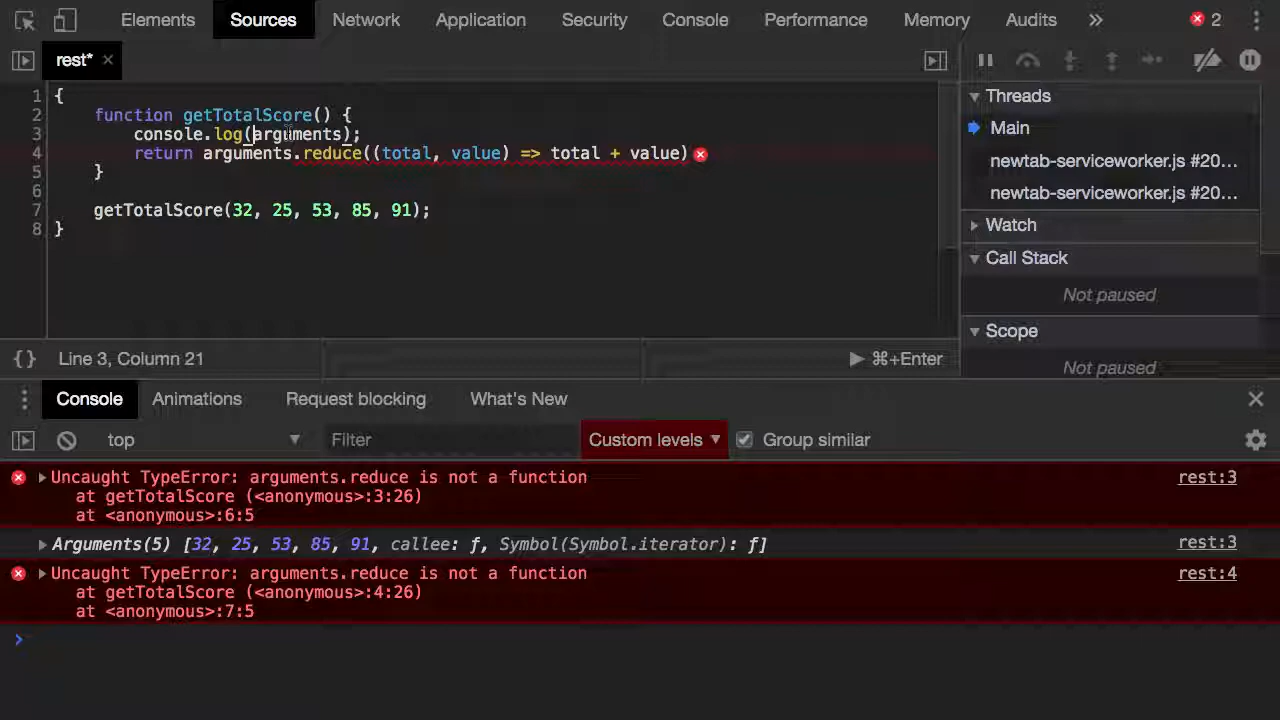 Elements Sources Network Application Security Console Performance Memory Audits » 2
rest* ×
1 {
2 function getTotalScore() {
3 console.log(arguments);
4 return arguments.reduce((total, value) => total + value)
5 }
6
7 getTotalScore(32, 25, 53, 85, 91);
8 }
{} Line 3, Column 21 ⌘+Enter
Threads
Main
newtab-serviceworker.js #20…
newtab-serviceworker.js #20…
Watch
Call Stack
Not paused
Scope
Not paused
Console Animations Request blocking What's New
top Filter Custom levels Group similar
Uncaught TypeError: arguments.reduce is not a function rest:3
at getTotalScore (<anonymous>:3:26)
at <anonymous>:6:5
Arguments(5) [32, 25, 53, 85, 91, callee: ƒ, Symbol(Symbol.iterator): ƒ] rest:3
Uncaught TypeError: arguments.reduce is not a function rest:4
at getTotalScore (<anonymous>:4:26)
at <anonymous>:7:5